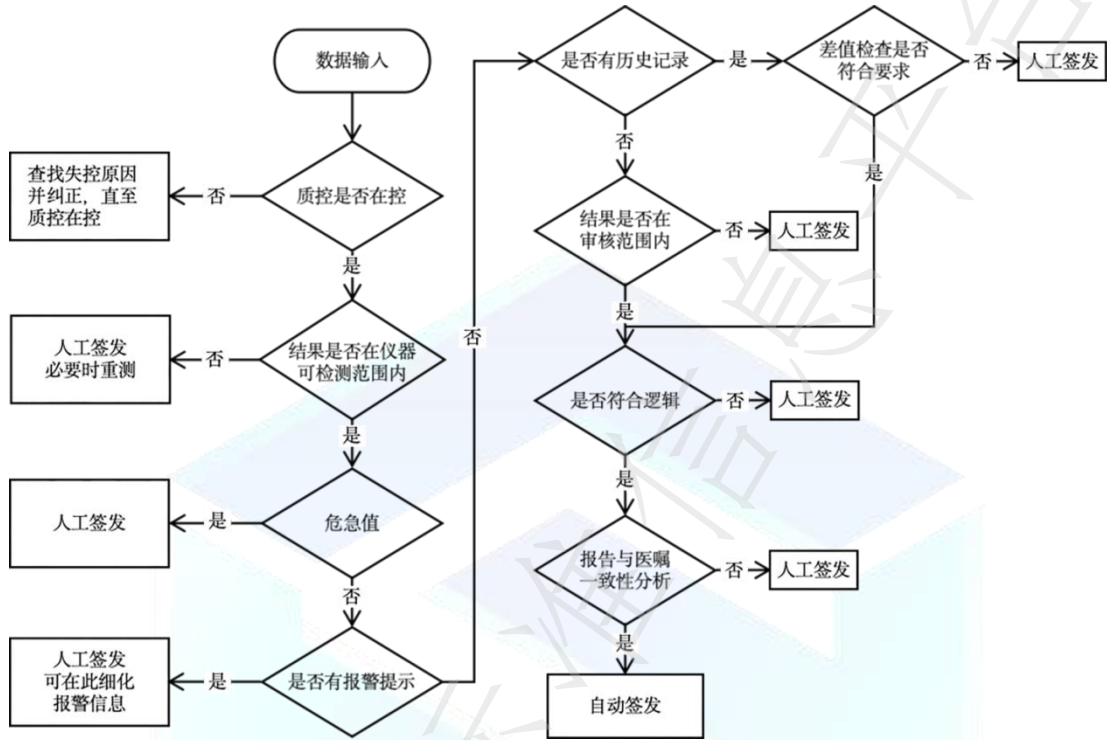 数据输入
质控是否在控
否
查找失控原因
并纠正，直至
质控在控
是
结果是否在仪器
可检测范围内
否
人工签发
必要时重测
是
危急值
是
人工签发
否
是否有报警提示
是
人工签发
可在此细化
报警信息
否
是否有历史记录
是
差值检查是否
符合要求
否
人工签发
是
否
结果是否在
审核范围内
否
人工签发
是
是否符合逻辑
否
人工签发
是
报告与医嘱
一致性分析
否
人工签发
是
自动签发